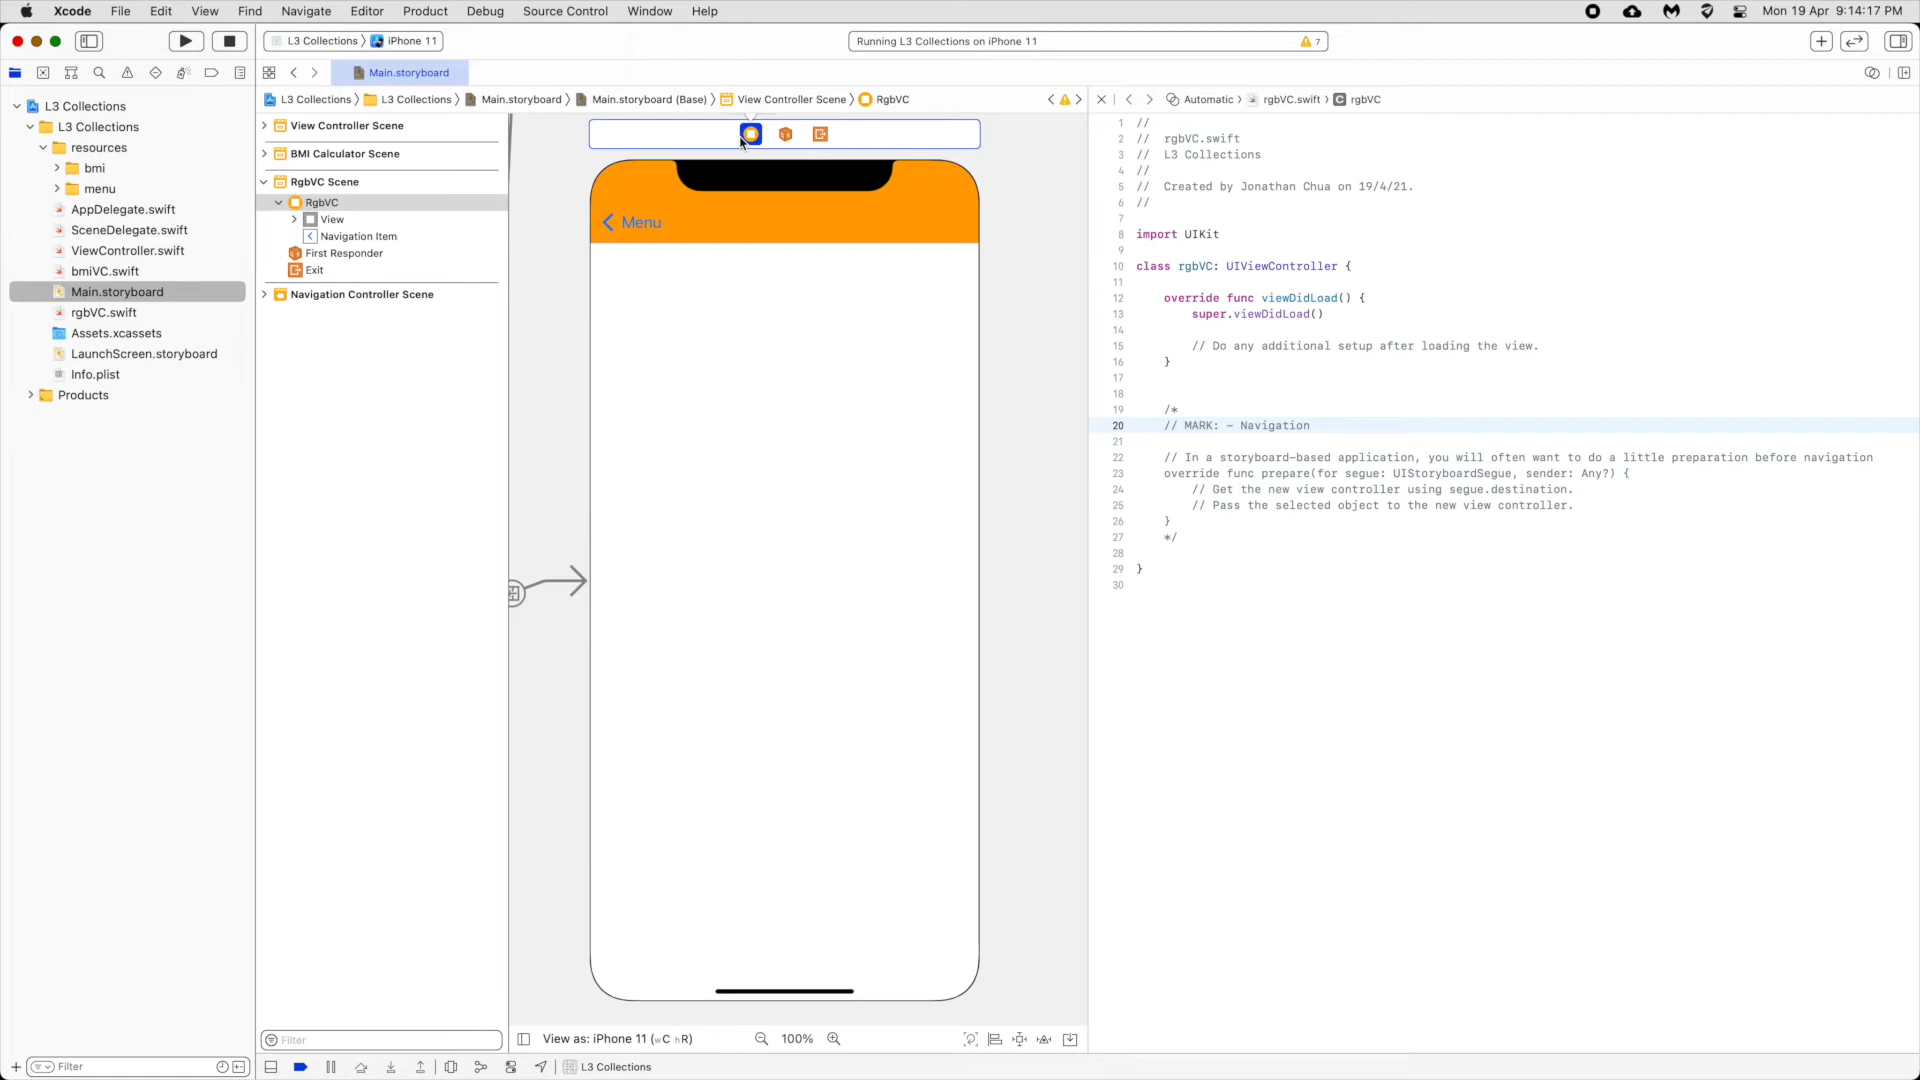 Xcode File Edit View Find Navigate Editor Product Debug Source Control Window Help
Mon 19 Apr 9:14:17 PM
L3 Collections iPhone 11
Running L3 Collections on iPhone 11
7
Main.storyboard
L3 Collections L3 Collections Main.storyboard Main.storyboard (Base) View Controller Scene RgbVC
Automatic rgbVC.swift rgbVC
L3 Collections
L3 Collections
resources
bmi
menu
AppDelegate.swift
SceneDelegate.swift
ViewController.swift
bmiVC.swift
Main.storyboard
rgbVC.swift
Assets.xcassets
LaunchScreen.storyboard
Info.plist
Products
Filter
View Controller Scene
BMI Calculator Scene
RgbVC Scene
RgbVC
View
Navigation Item
First Responder
Exit
Navigation Controller Scene
Filter
Menu
View as: iPhone 11 (wC hR)
100%
L3 Collections
1 //
2 // rgbVC.swift
3 // L3 Collections
4 //
5 // Created by Jonathan Chua on 19/4/21.
6 //
7
8 import UIKit
9
10 class rgbVC: UIViewController {
11
12 override func viewDidLoad() {
13 super.viewDidLoad()
14
15 // Do any additional setup after loading the view.
16 }
17
18
19 /*
20 // MARK: - Navigation
21
22 // In a storyboard-based application, you will often want to do a little preparation before navigation
23 override func prepare(for segue: UIStoryboardSegue, sender: Any?) {
24 // Get the new view controller using segue.destination.
25 // Pass the selected object to the new view controller.
26 }
27 */
28
29 }
30